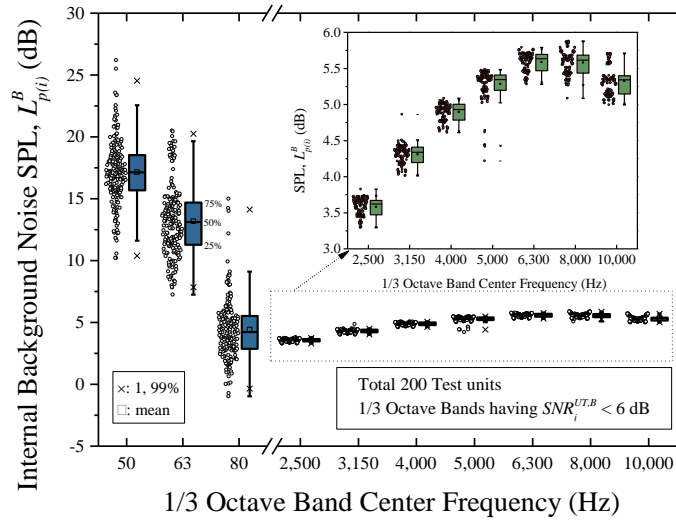 Internal Background Noise SPL, L^B_{p(i)} (dB)
30
25
20
15
10
5
0
-5
75%
50%
25%
×: 1, 99%
□: mean
SPL, L^B_{p(i)} (dB)
6.0
5.5
5.0
4.5
4.0
3.5
3.0
2,500 3,150 4,000 5,000 6,300 8,000 10,000
1/3 Octave Band Center Frequency (Hz)
Total 200 Test units
1/3 Octave Bands having SNR_i^{UT,B} < 6 dB
50 63 80 2,500 3,150 4,000 5,000 6,300 8,000 10,000
1/3 Octave Band Center Frequency (Hz)